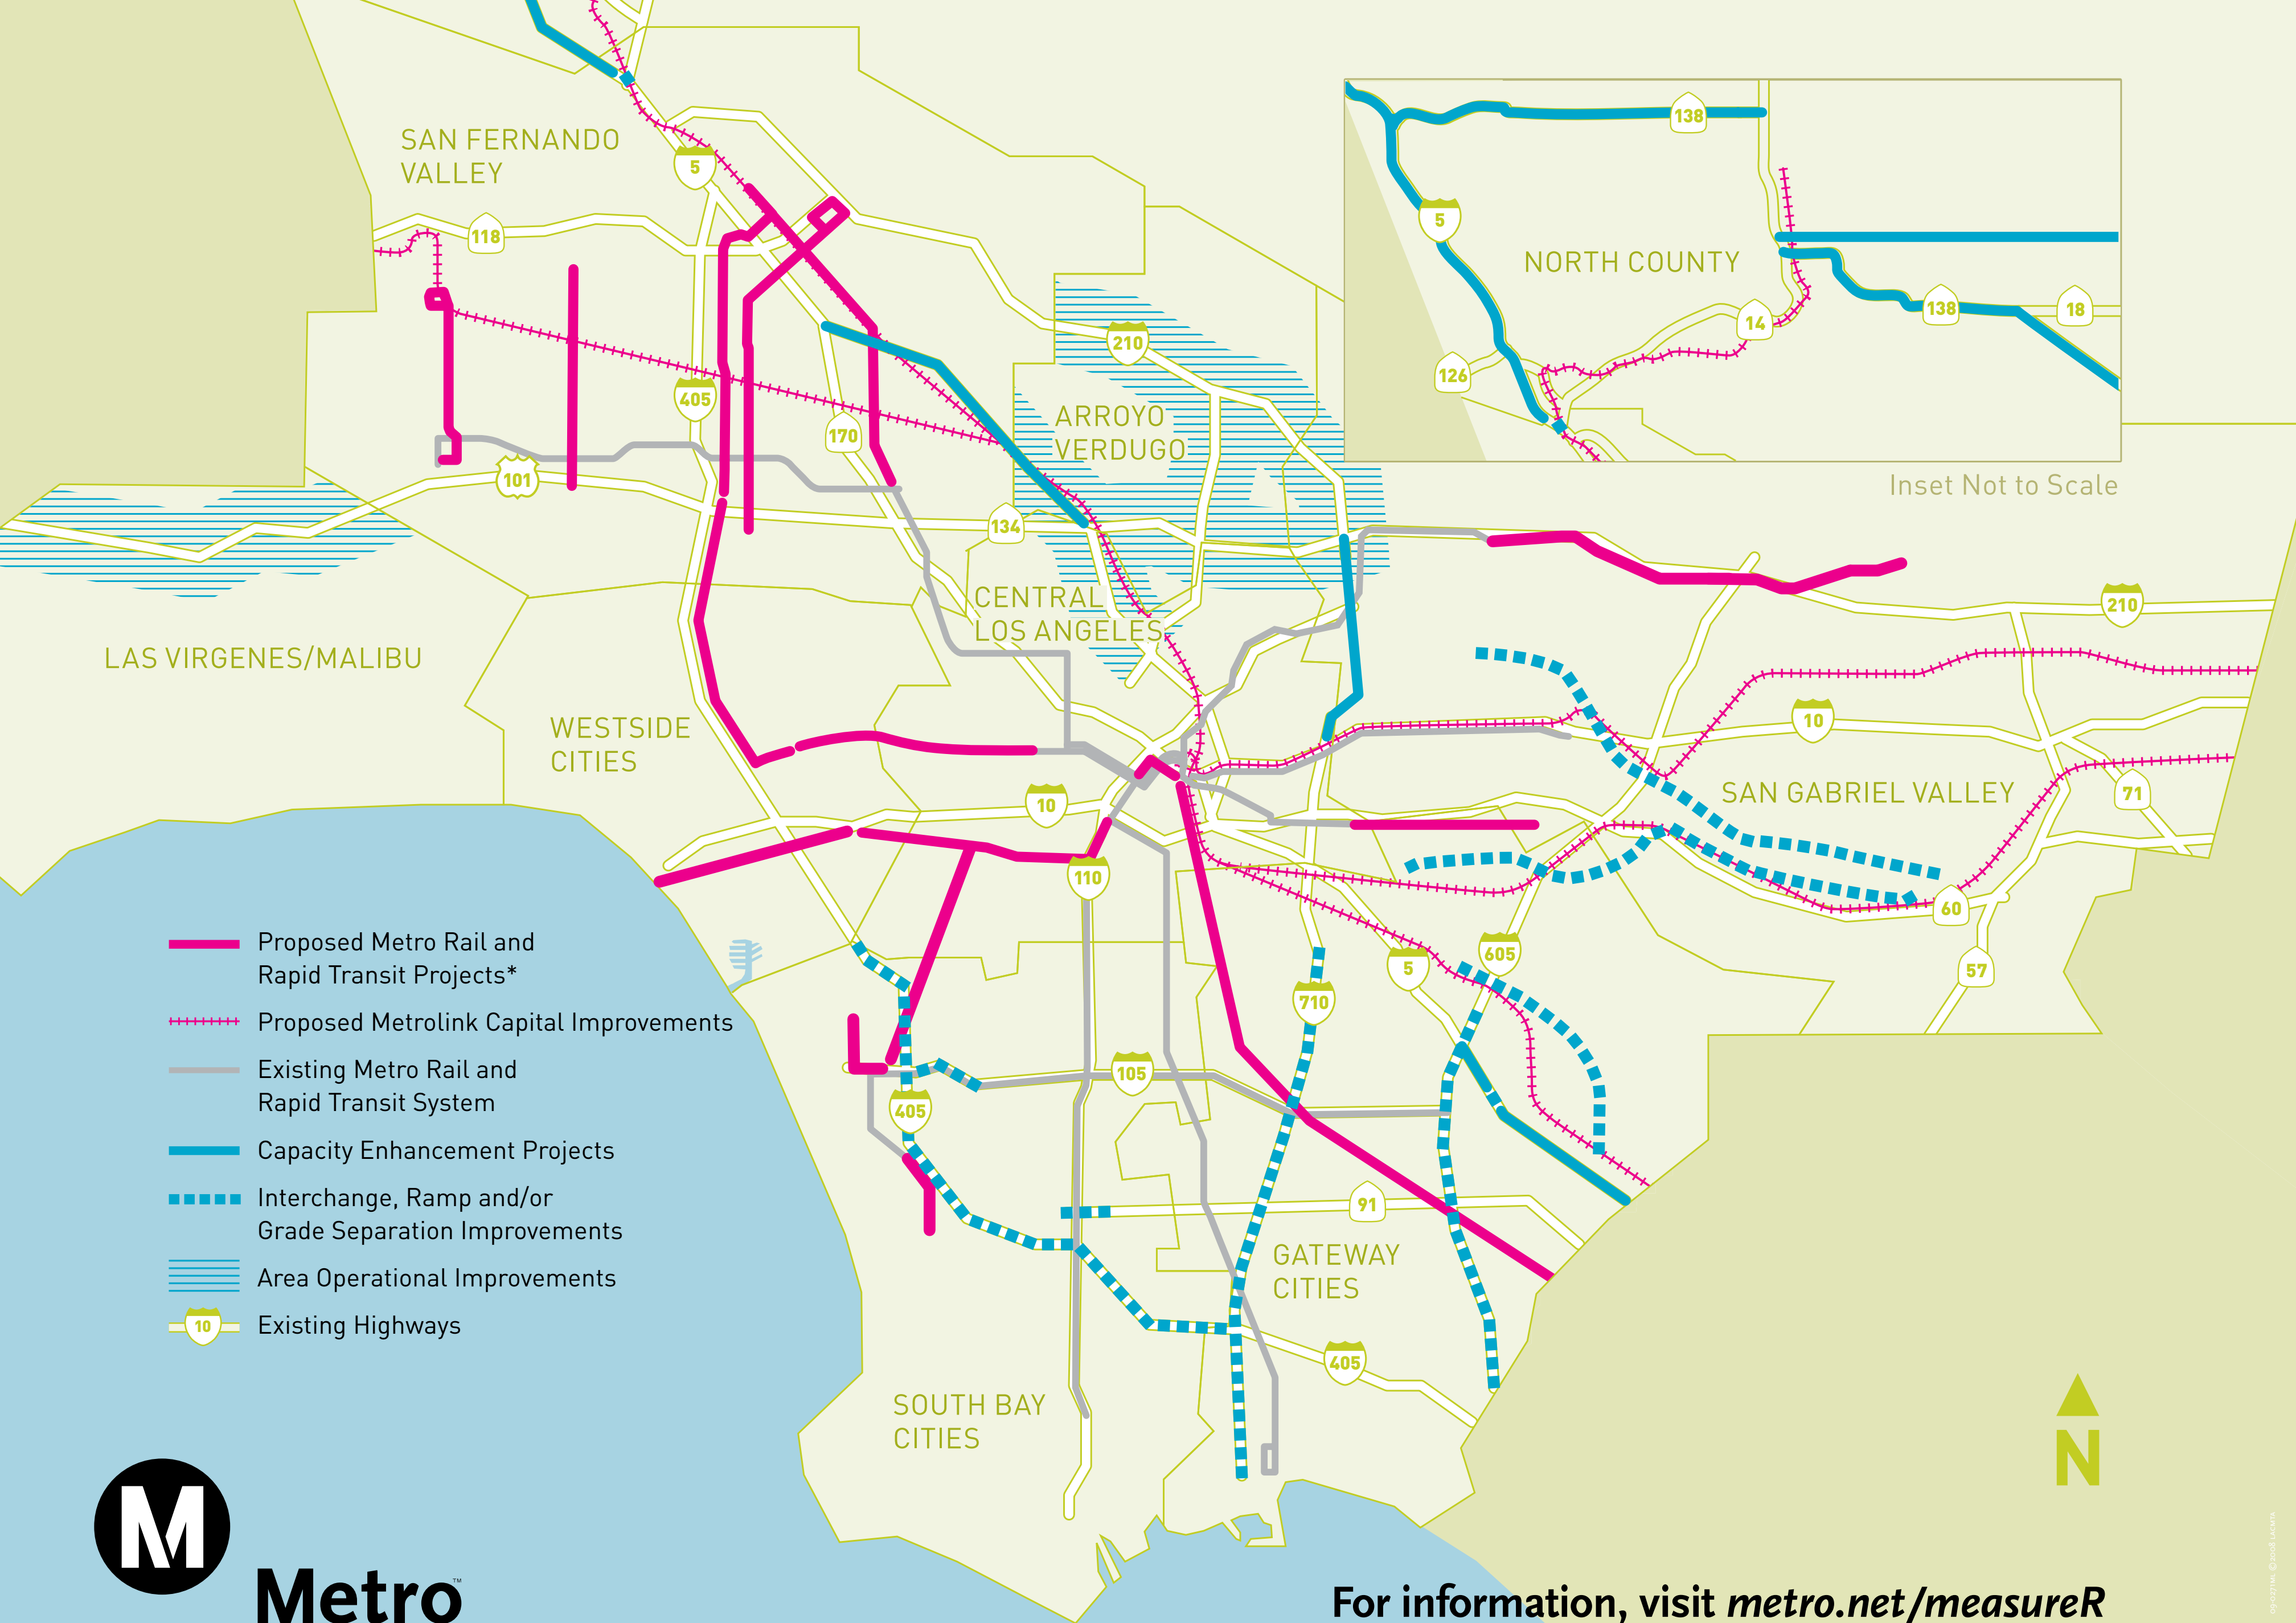 SAN FERNANDO
VALLEY
5
118
405
170
101
210
ARROYO
VERDUGO
134
138
5
NORTH COUNTY
138
18
14
126
Inset Not to Scale
CENTRAL
LOS ANGELES
LAS VIRGENES/MALIBU
WESTSIDE
CITIES
210
10
SAN GABRIEL VALLEY
71
10
110
60
57
605
5
710
105
405
91
GATEWAY
CITIES
405
SOUTH BAY
CITIES
Proposed Metro Rail and
Rapid Transit Projects*
Proposed Metrolink Capital Improvements
Existing Metro Rail and
Rapid Transit System
Capacity Enhancement Projects
Interchange, Ramp and/or
Grade Separation Improvements
Area Operational Improvements
10
Existing Highways
N
M
Metro™
For information, visit metro.net/measureR